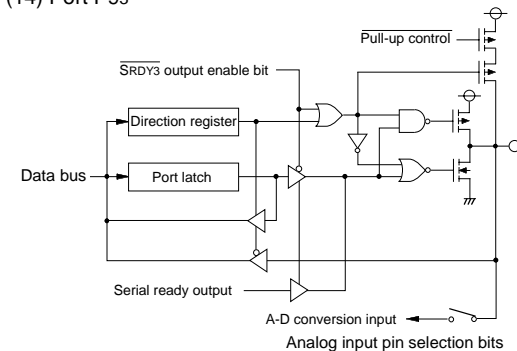 (14) Port
Pull-up control
SRDY3 output enable bit
Direction register
Data bus
Port latch
Serial ready output
A-D conversion input
Analog input pin selection bits